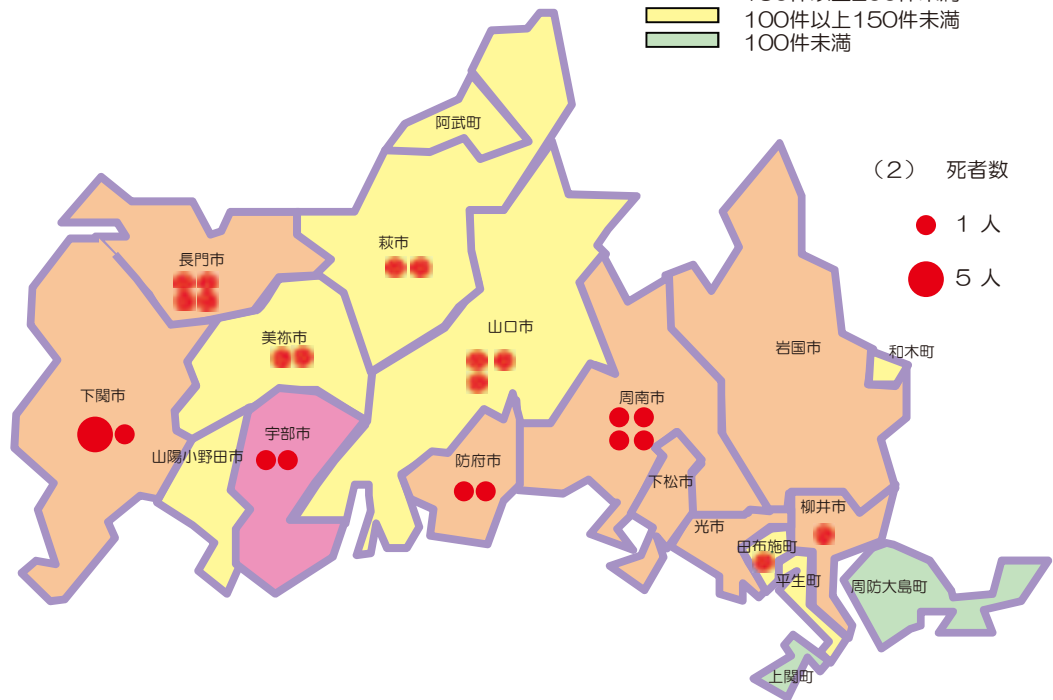 100件以上150件未満
100件未満
阿武町
（2）　死者数
1 人
萩市
長門市
5 人
山口市
美祢市
岩国市
和木町
下関市
周南市
宇部市
山陽小野田市
防府市
下松市
柳井市
光市
田布施町
平生町
周防大島町
上関町